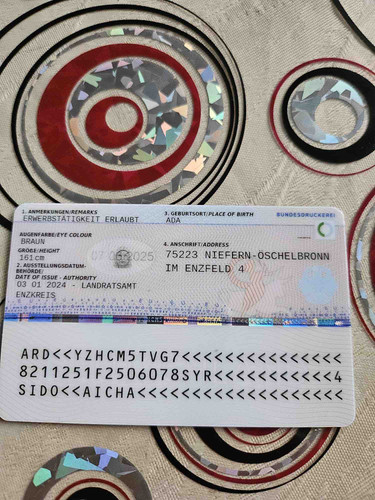 1. ANMERKUNGEN/REMARKS
ERWERBSTÄTIGKEIT ERLAUBT
3. GEBURTSORT/PLACE OF BIRTH
ADA
BUNDESDRUCKEREI
AUGENFARBE/EYE COLOUR
BRAUN
GRÖßE/HEIGHT
161 cm
2. AUSSTELLUNGSDATUM-
BEHÖRDE:
DATE OF ISSUE - AUTHORITY
03 01 2024 - LANDRATSAMT
ENZKREIS
4. ANSCHRIFT/ADDRESS
75223 NIEFERN-ÖSCHELBRONN
IM ENZFELD 4
ARD<<YZHCM5TVG7<<<<<<<<<<<<<<<
8211251F2506078SYR<<<<<<<<<<<4
SIDO<<AICHA<<<<<<<<<<<<<<<<<<<